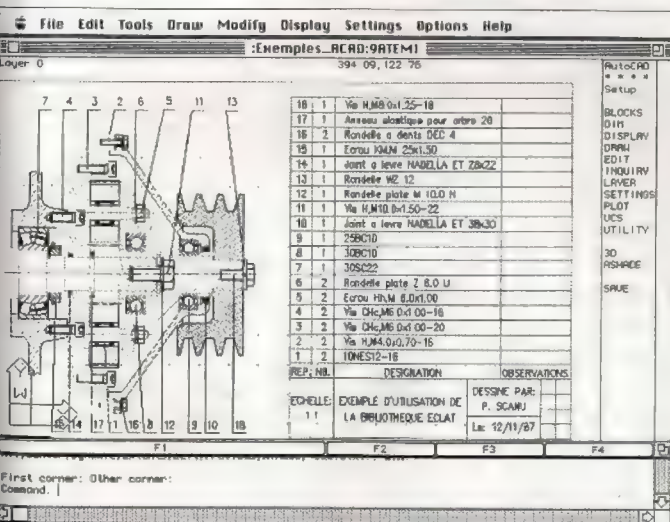 File Edit Tools Draw Modify Display Settings Options Help
:Exemples_ACAD:9ATEM1
Layer 0
394 09,122 76
AutoCAD
* * * *
Setup
BLOCKS
DIM
DISPLAY
DRAW
EDIT
INQUIRY
LAYER
SETTINGS
PLOT
UCS
UTILITY
3D
ASHADE
SAVE
7 4 3 2 6 5 11 13
18 1 Vis H,M8.0x1.25-18
17 1 Anneau elastique pour arbre 20
16 2 Rondelle a dents DEC 4
15 1 Ecrou KM,M 25x1.50
14 1 Joint a levre NADELLA ET 28x22
13 1 Rondelle WZ 12
12 1 Rondelle plate M 10.0 N
11 1 Vis H,M10.0x1.50-22
10 1 Joint a levre NADELLA ET 38x30
9 1 25BC10
8 1 30BC10
7 1 30SC22
6 2 Rondelle plate Z 6.0 U
5 2 Ecrou Hh,M 6.0x1.00
4 2 Vis CHc,M6.0x1.00-16
3 2 Vis CHc,M6.0x1.00-20
2 2 Vis H,M4.0x0.70-16
1 2 10NES12-16
REP. NB. DESIGNATION OBSERVATIONS
ECHELLE: 1:1
EXEMPLE D'UTILISATION DE
LA BIBLIOTHEQUE ECLAT
DESSINE PAR:
P. SCANU
Le: 12/11/87
15 14 17 1 16 8 12 9 10 18
F1 F2 F3 F4
First corner: Other corner:
Command.